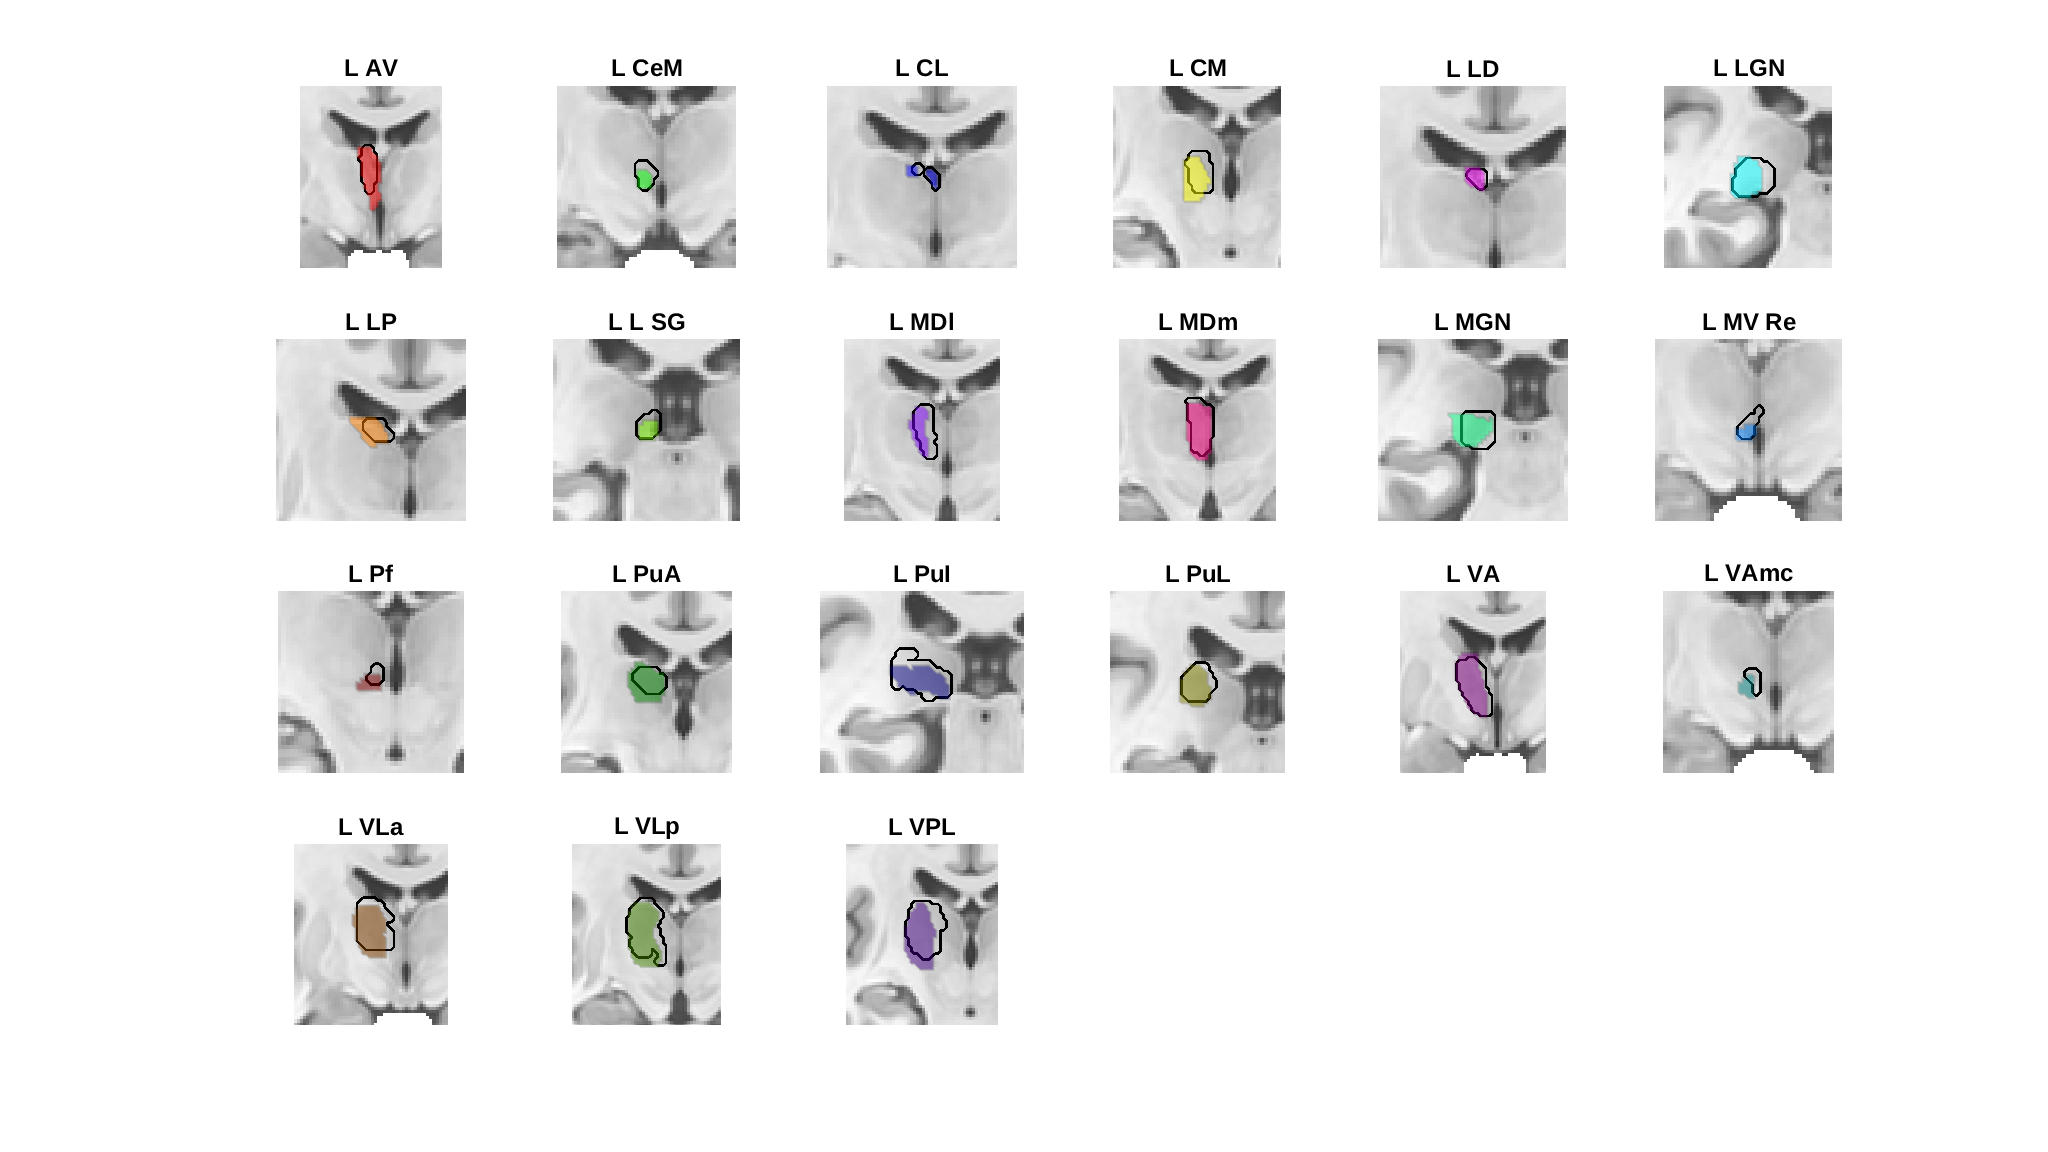 L AV
L CeM
L CL
L CM
L LD
L LGN
L LP
L L SG
L MDl
L MDm
L MGN
L MV Re
L Pf
L PuA
L PuI
L PuL
L VA
L VAmc
L VLa
L VLp
L VPL